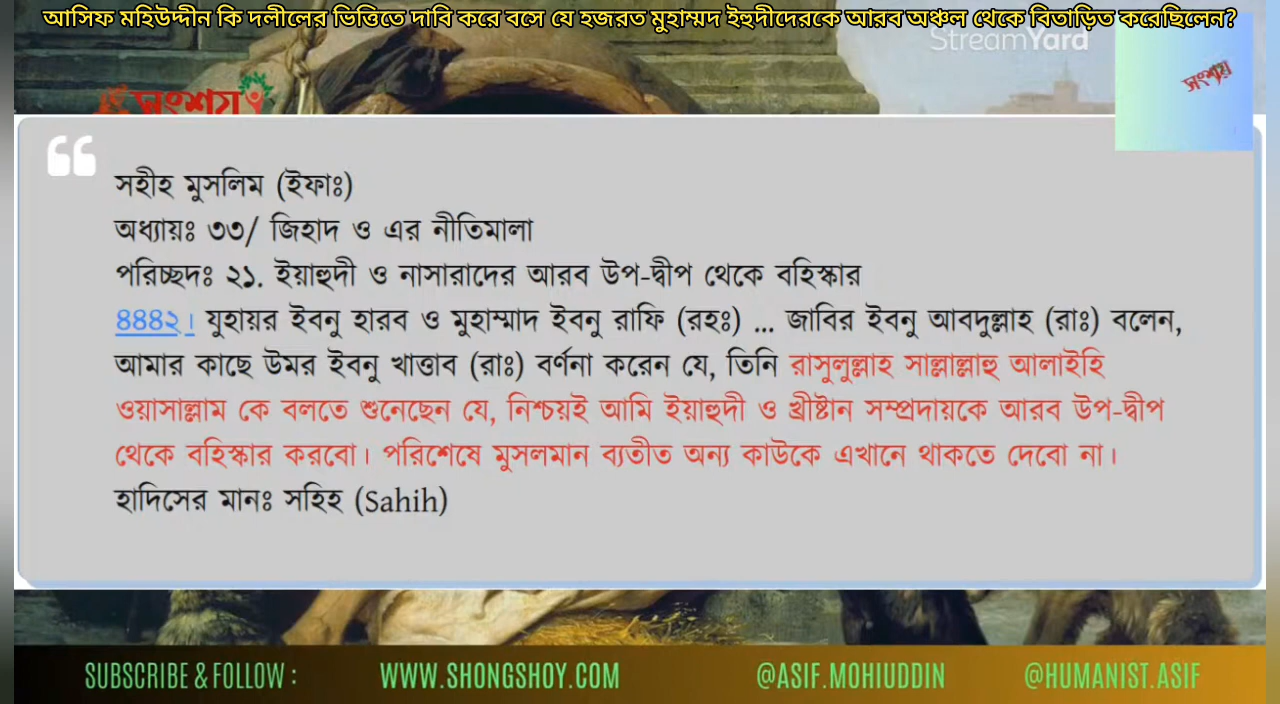 আসিফ মহিউদ্দীন কি দলীলের ভিত্তিতে দাবি করে বসে যে হজরত মুহাম্মদ ইহুদীদেরকে আরব অঞ্চল থেকে বিতাড়িত করেছিলেন?
StreamYard
সংশয়
সংশয়
সহীহ মুসলিম (ইফাঃ)
অধ্যায়ঃ ৩৩/ জিহাদ ও এর নীতিমালা
পরিচ্ছদঃ ২১. ইয়াহুদী ও নাসারাদের আরব উপ-দ্বীপ থেকে বহিস্কার
৪৪৪২। যুহায়র ইবনু হারব ও মুহাম্মাদ ইবনু রাফি (রহঃ) ... জাবির ইবনু আবদুল্লাহ (রাঃ) বলেন,
আমার কাছে উমর ইবনু খাত্তাব (রাঃ) বর্ণনা করেন যে, তিনি রাসুলুল্লাহ সাল্লাল্লাহু আলাইহি
ওয়াসাল্লাম কে বলতে শুনেছেন যে, নিশ্চয়ই আমি ইয়াহুদী ও খ্রীষ্টান সম্প্রদায়কে আরব উপ-দ্বীপ
থেকে বহিস্কার করবো। পরিশেষে মুসলমান ব্যতীত অন্য কাউকে এখানে থাকতে দেবো না।
হাদিসের মানঃ সহিহ (Sahih)
SUBSCRIBE & FOLLOW : WWW.SHONGSHOY.COM @ASIF.MOHIUDDIN @HUMANIST.ASIF